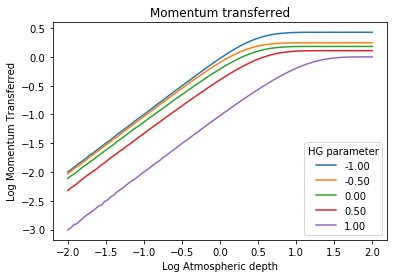 Momentum transferred
Log Momentum Transferred
0.5
0.0
−0.5
−1.0
−1.5
−2.0
−2.5
−3.0
HG parameter
-1.00
-0.50
0.00
0.50
1.00
−2.0 −1.5 −1.0 −0.5 0.0 0.5 1.0 1.5 2.0
Log Atmospheric depth